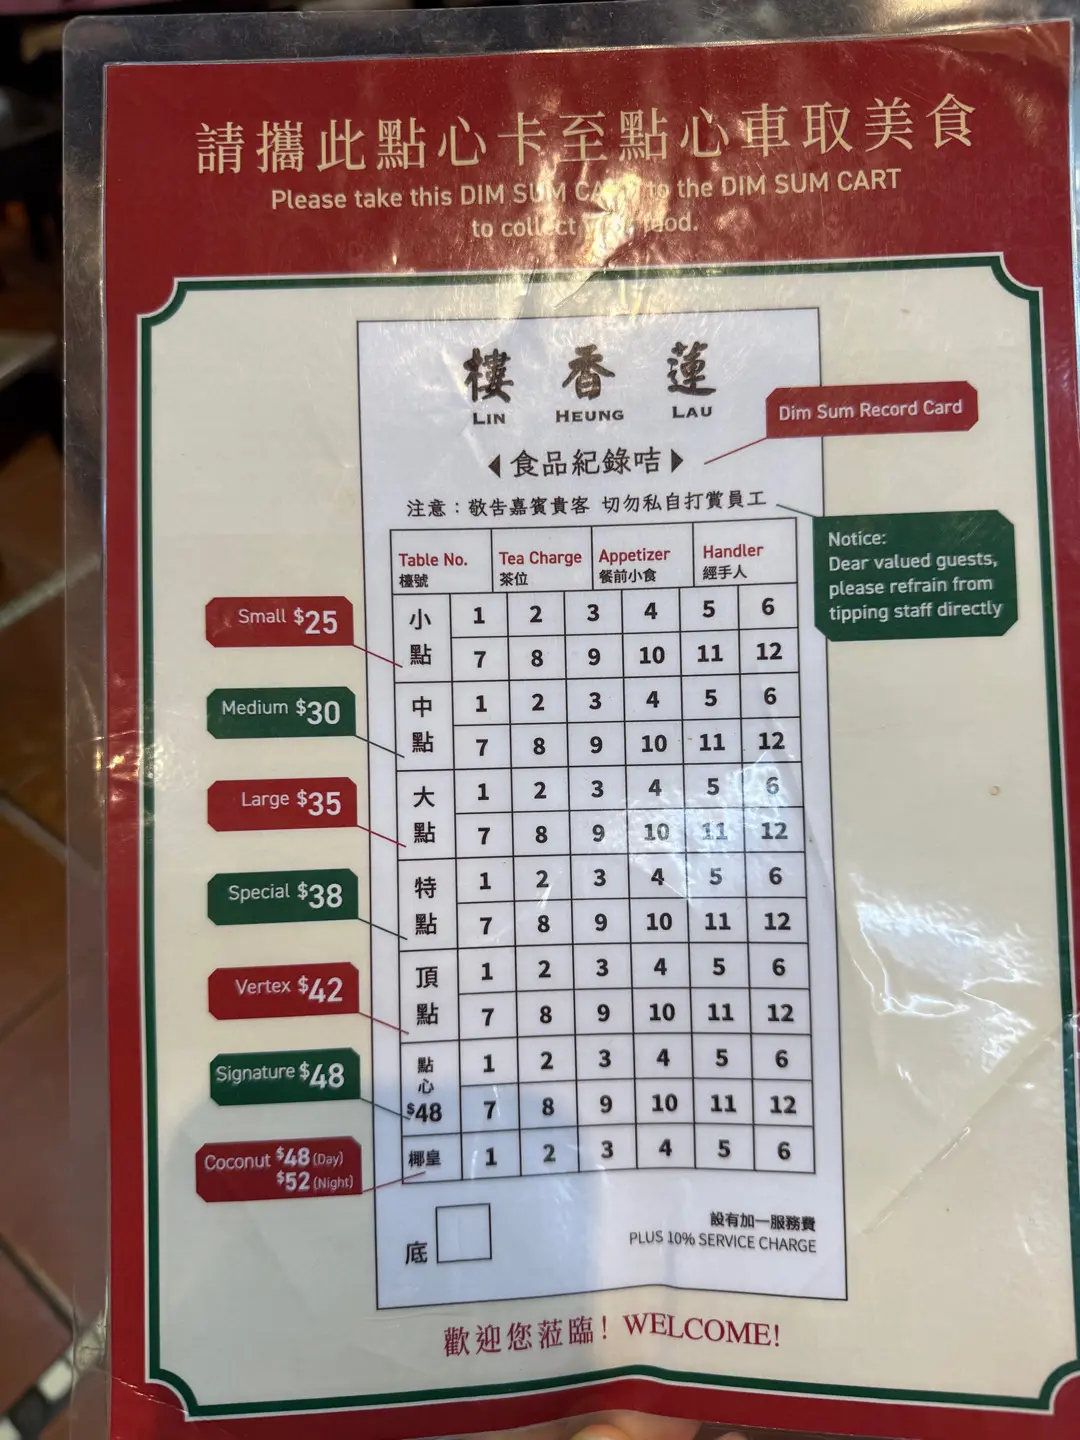 請攜此點心卡至點心車取美食
Please take this DIM SUM to the DIM SUM CART
to collect food.
樓 香 蓮
LIN HEUNG LAU
Dim Sum Record Card
食品紀錄咭
注意：敬告嘉賓貴客 切勿私自打賞員工
Notice:
Dear valued guests,
please refrain from
tipping staff directly
Table No. Tea Charge Appetizer Handler
檯號 茶位 餐前小食 經手人
Small $25
小點 1 2 3 4 5 6
7 8 9 10 11 12
Medium $30
中點 1 2 3 4 5 6
7 8 9 10 11 12
Large $35
大點 1 2 3 4 5 6
7 8 9 10 11 12
Special $38
特點 1 2 3 4 5 6
7 8 9 10 11 12
Vertex $42
頂點 1 2 3 4 5 6
7 8 9 10 11 12
Signature $48
點心 $48 1 2 3 4 5 6
7 8 9 10 11 12
Coconut $48 (Day)
$52 (Night)
椰皇 1 2 3 4 5 6
底
設有加一服務費
PLUS 10% SERVICE CHARGE
歡迎您蒞臨! WELCOME!